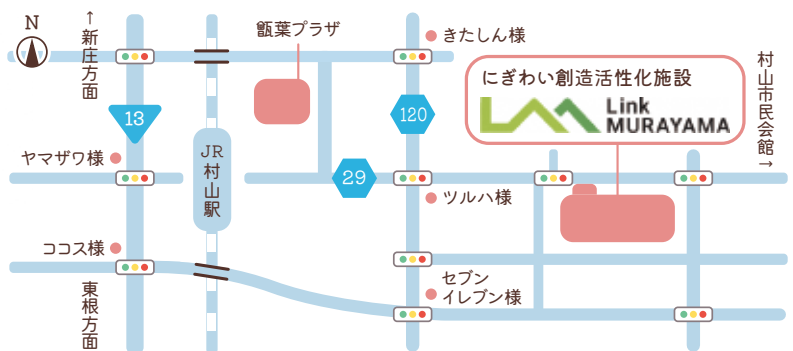 N
↑新庄方面
甑葉プラザ
きたしん様
にぎわい創造活性化施設
Link
MURAYAMA
村山市民会館→
13
120
ヤマザワ様
JR村山駅
29
ツルハ様
ココス様
東根方面
セブン
イレブン様